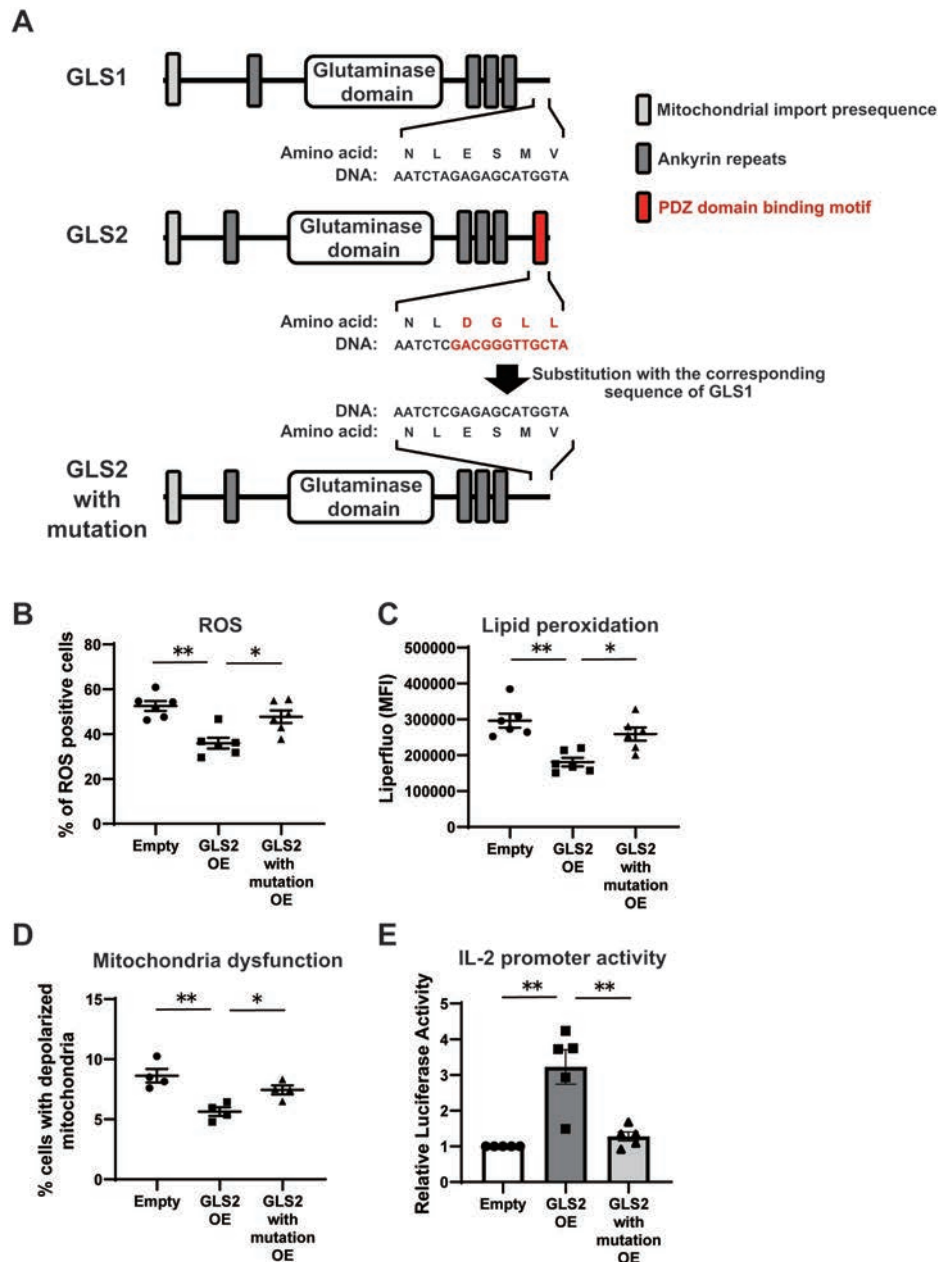 A
GLS1
Glutaminase
domain
Amino acid: N L E S M V
DNA: AATCTAGAGAGCATGGTA
Mitochondrial import presequence
Ankyrin repeats
PDZ domain binding motif
GLS2
Glutaminase
domain
Amino acid: N L D G L L
DNA: AATCTCGACGGGTTGCTA
Substitution with the corresponding
sequence of GLS1
DNA: AATCTCGAGAGCATGGTA
Amino acid: N L E S M V
GLS2
with
mutation
Glutaminase
domain
B
ROS
% of ROS positive cells
80
60
40
20
0
** *
Empty
GLS2
OE
GLS2
with
mutation
OE
C
Lipid peroxidation
Liperfluo (MFI)
500000
400000
300000
200000
100000
0
** *
Empty
GLS2
OE
GLS2
with
mutation
OE
D
Mitochondria dysfunction
% cells with depolarized
mitochondria
15
10
5
0
** *
Empty
GLS2
OE
GLS2
with
mutation
OE
E
IL-2 promoter activity
Relative Luciferase Activity
5
4
3
2
1
0
** **
Empty
GLS2
OE
GLS2
with
mutation
OE